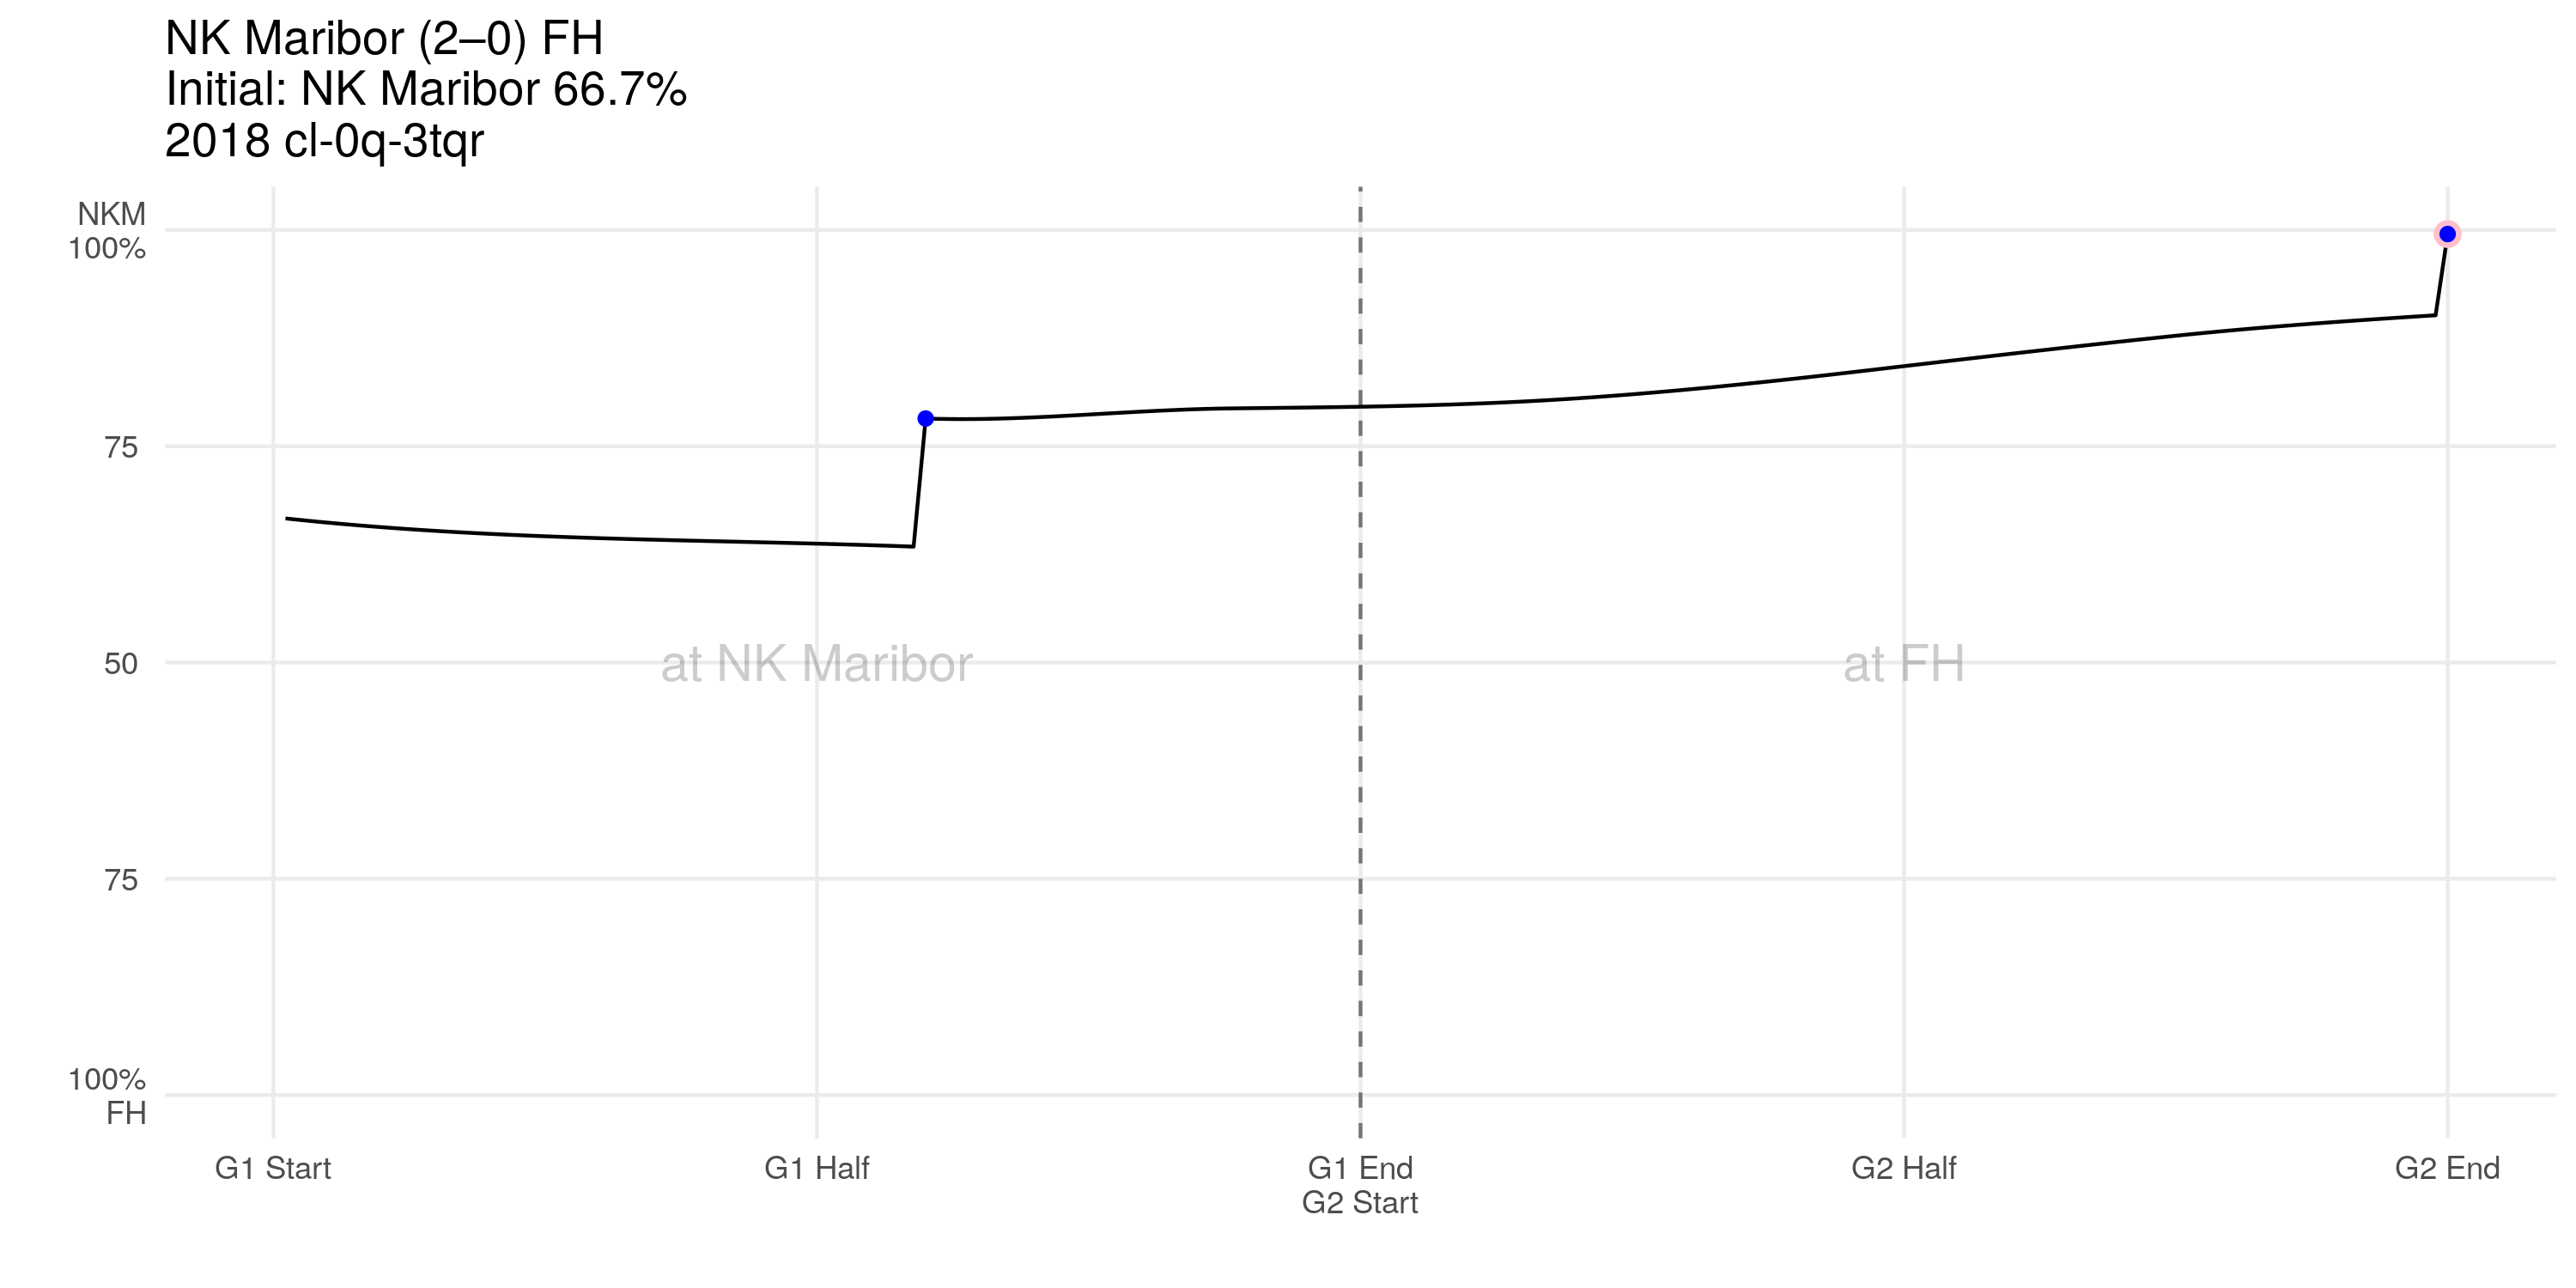 NK Maribor (2–0) FH
Initial: NK Maribor 66.7%
2018 cl-0q-3tqr
NKM
100%
75
50
75
100%
FH
at NK Maribor
at FH
G1 Start
G1 Half
G1 End
G2 Start
G2 Half
G2 End